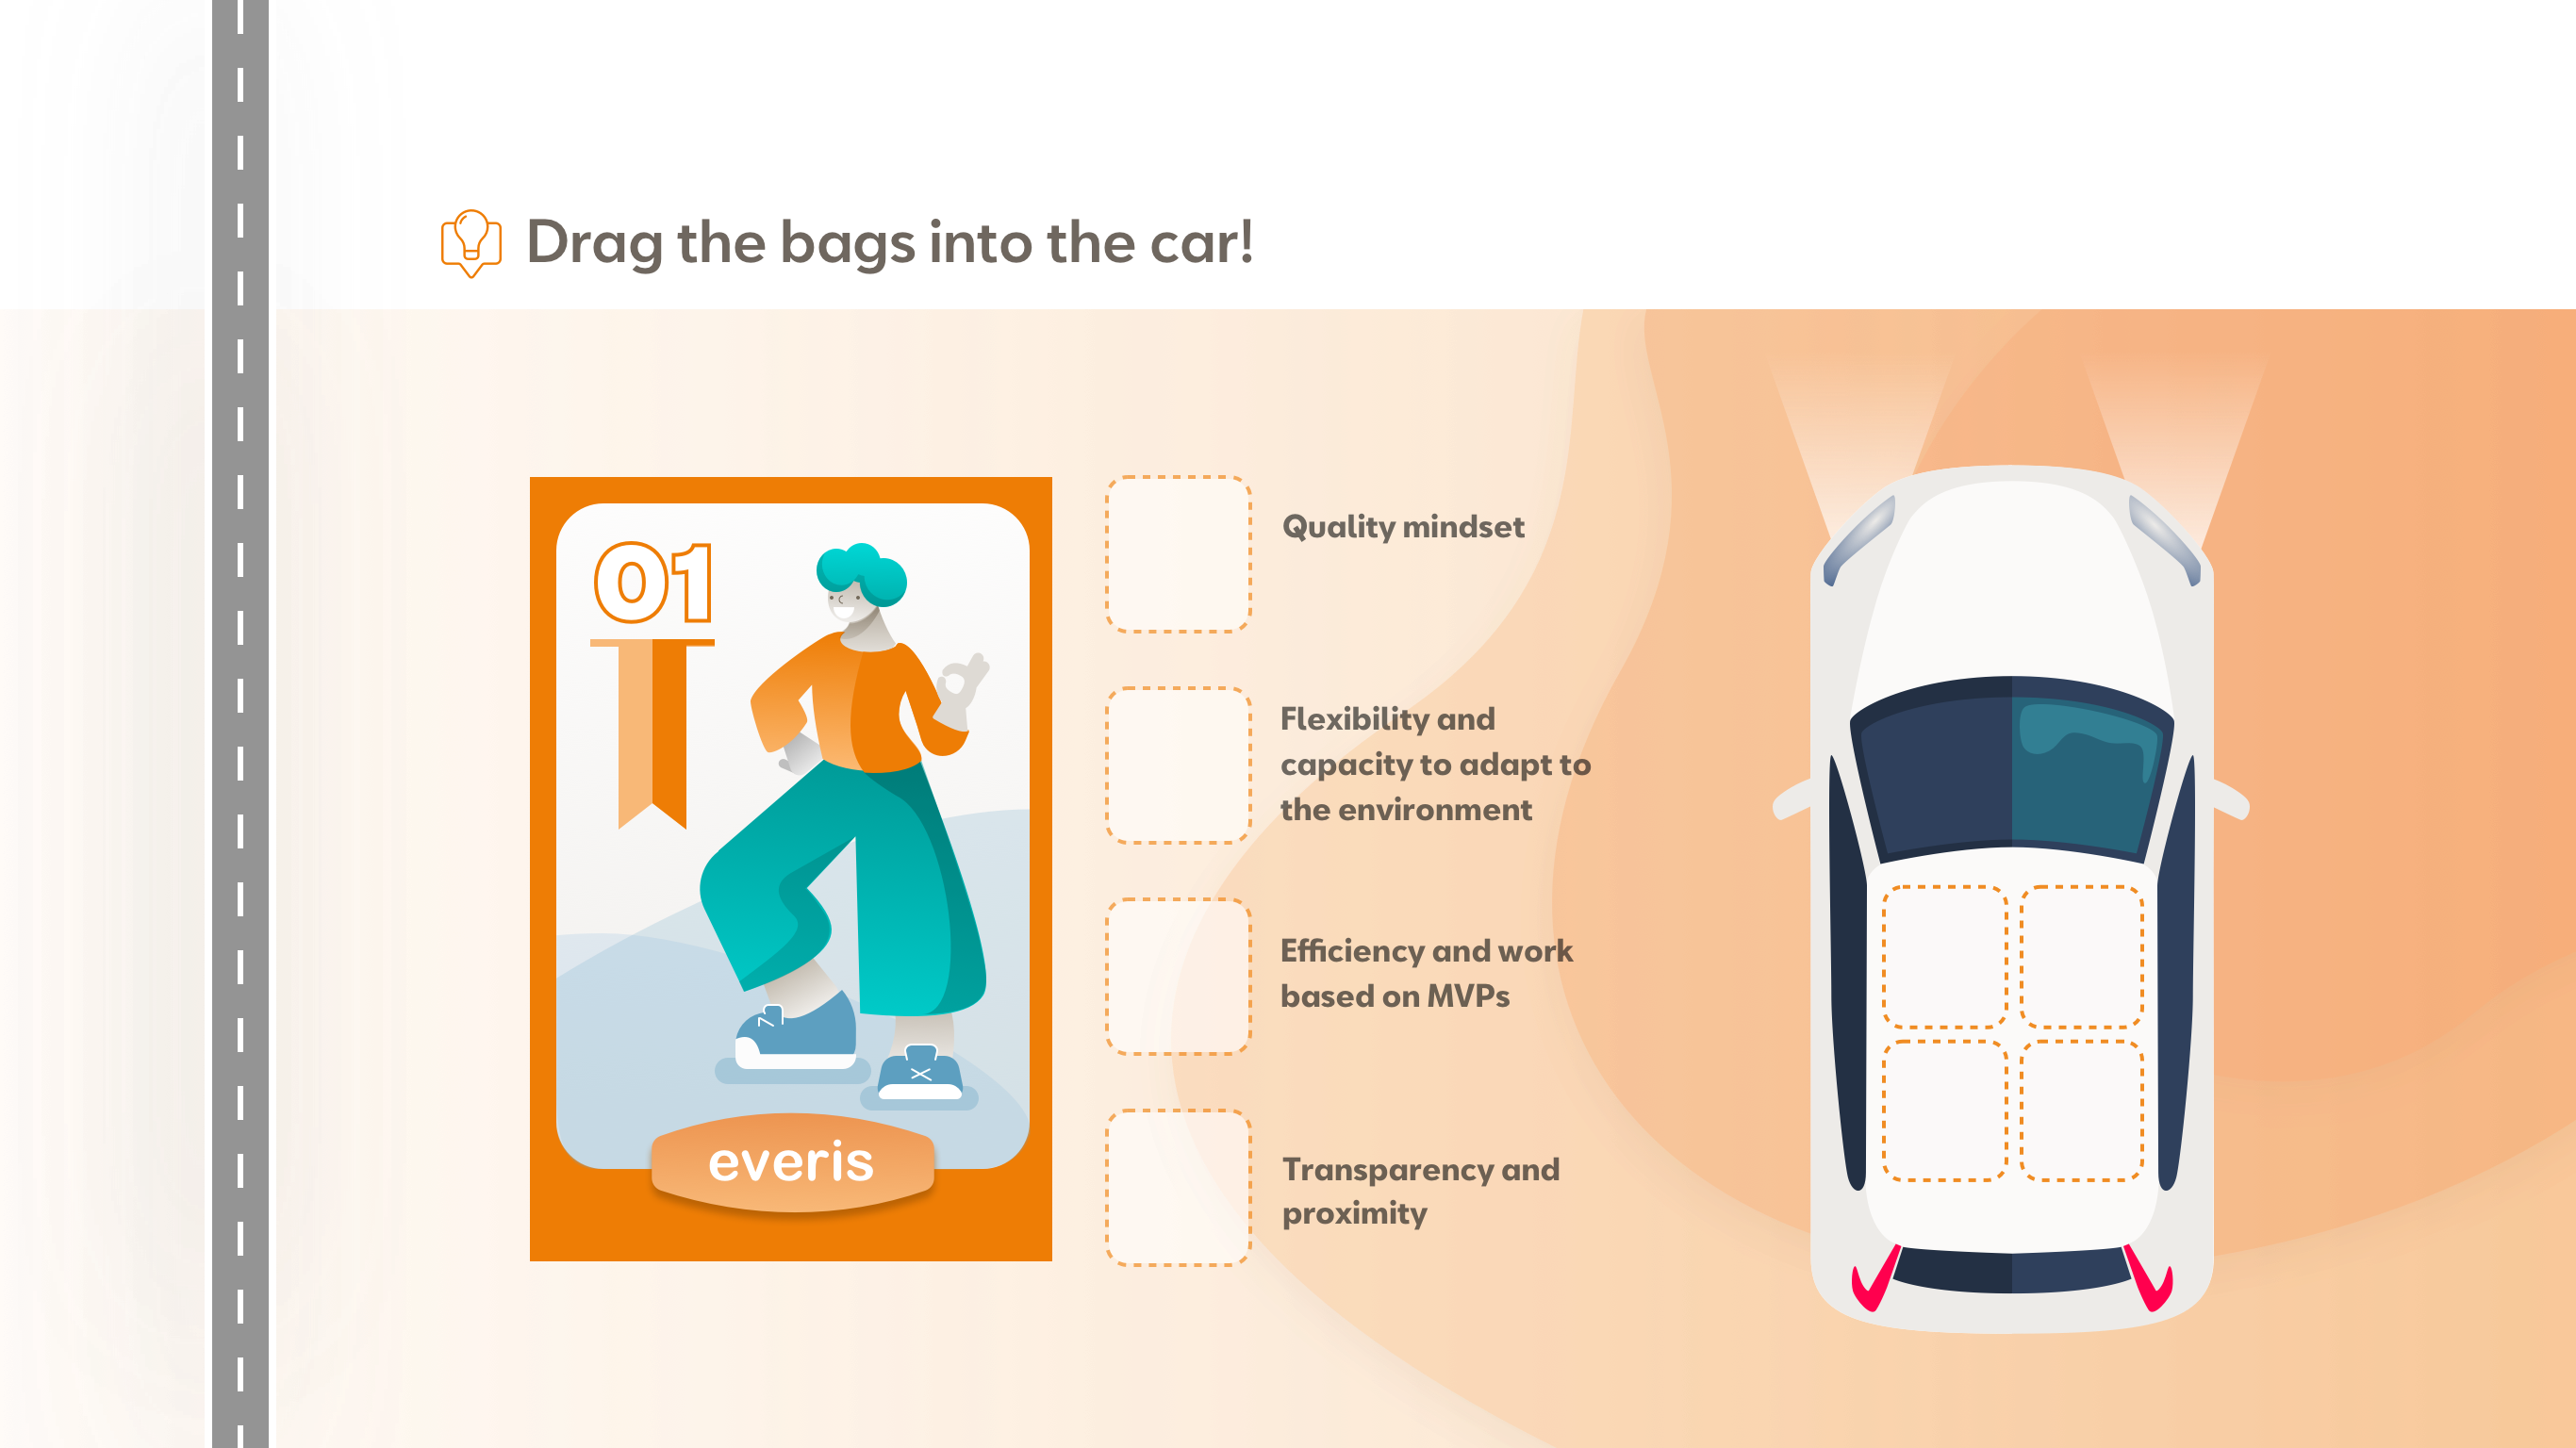 Drag the bags into the car!
01
everis
Quality mindset
Flexibility and
capacity to adapt to
the environment
Efficiency and work
based on MVPs
Transparency and
proximity